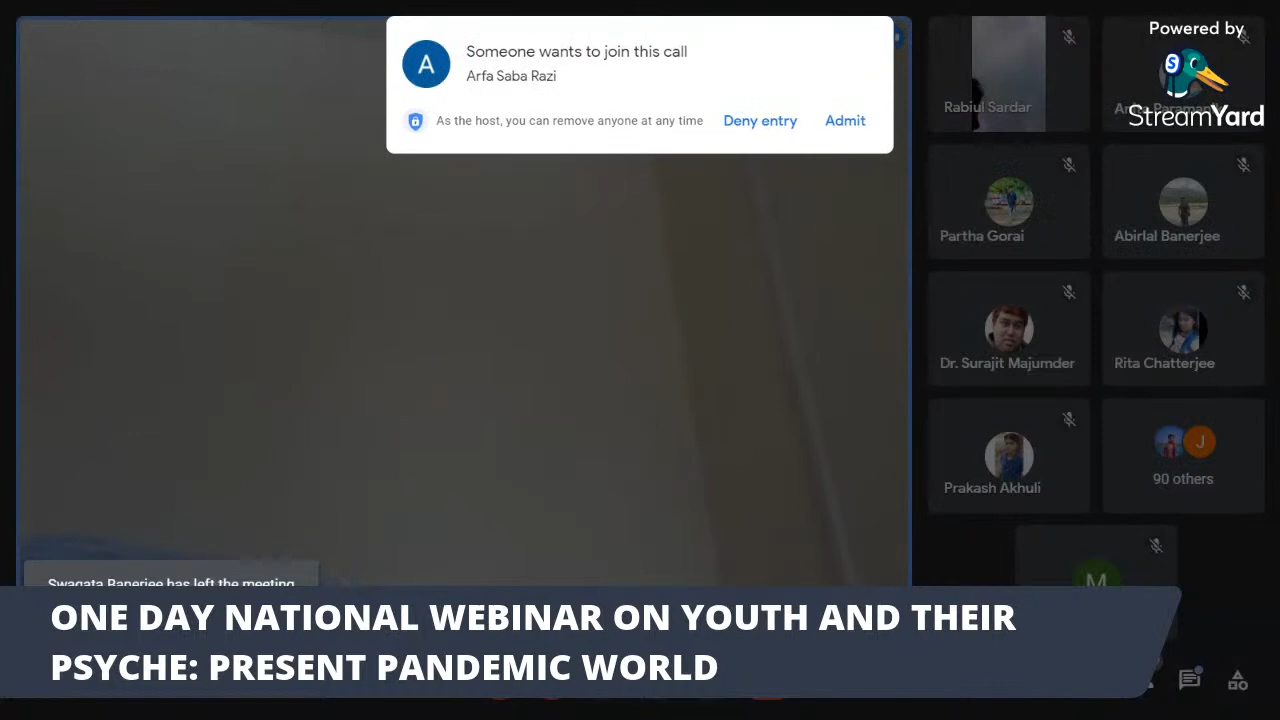 Someone wants to join this call
A
Arfa Saba Razi
As the host, you can remove anyone at any time
Deny entry
Admit
Powered by
StreamYard
Rabiul Sardar
Partha Gorai
Abirlal Banerjee
Dr. Surajit Majumder
Rita Chatterjee
Prakash Akhuli
J
90 others
M
Swagata Banerjee has left the meeting
ONE DAY NATIONAL WEBINAR ON YOUTH AND THEIR
PSYCHE: PRESENT PANDEMIC WORLD